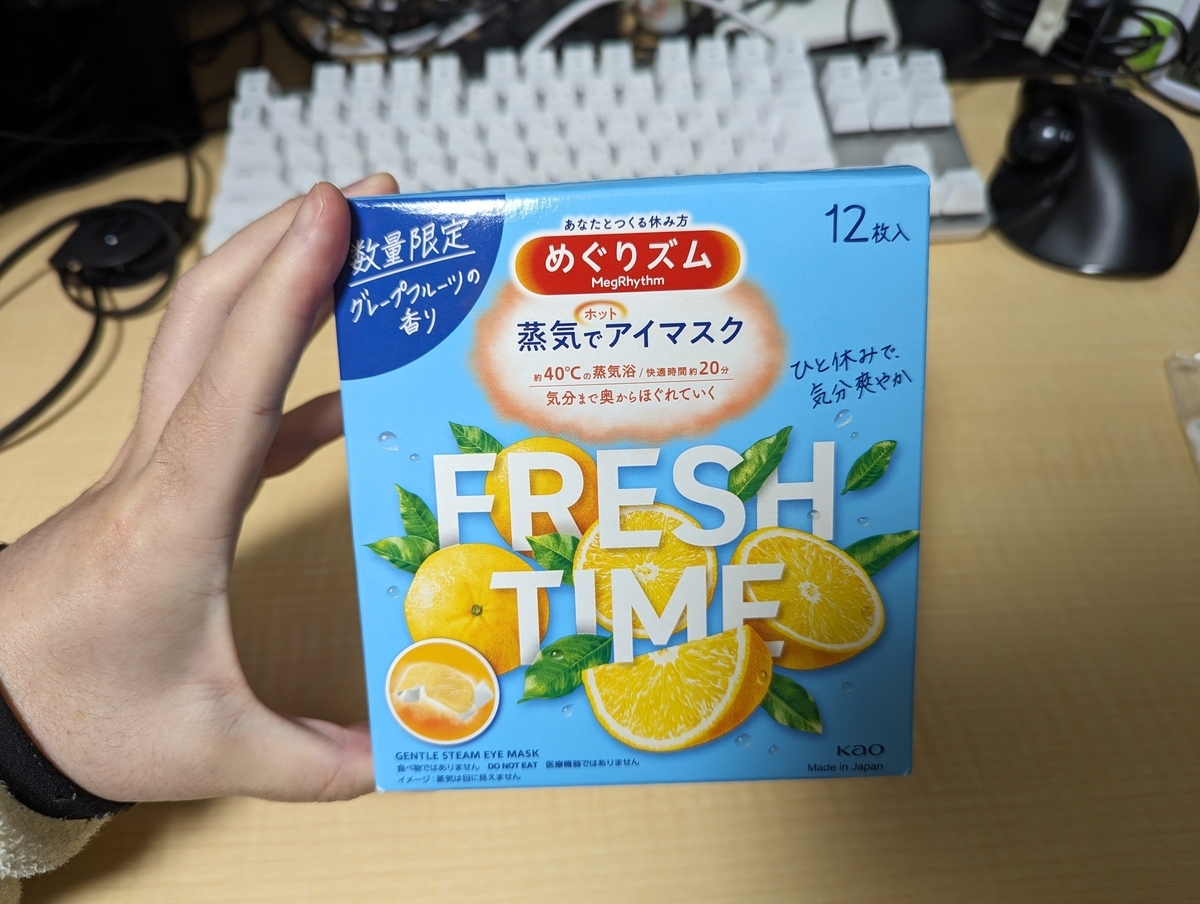 数量限定
グレープフルーツの
香り
あなたとつくる休み方
めぐりズム
MegRhythm
ホット
蒸気でアイマスク
約40℃の蒸気浴/快適時間 約20分
気分まで奥からほぐれていく
12枚入
ひと休みで、
気分爽やか
FRESH
TIME
GENTLE STEAM EYE MASK
食べ物ではありません DO NOT EAT 医療機器ではありません
イメージ:蒸気は目に見えません
Kao
Made in Japan